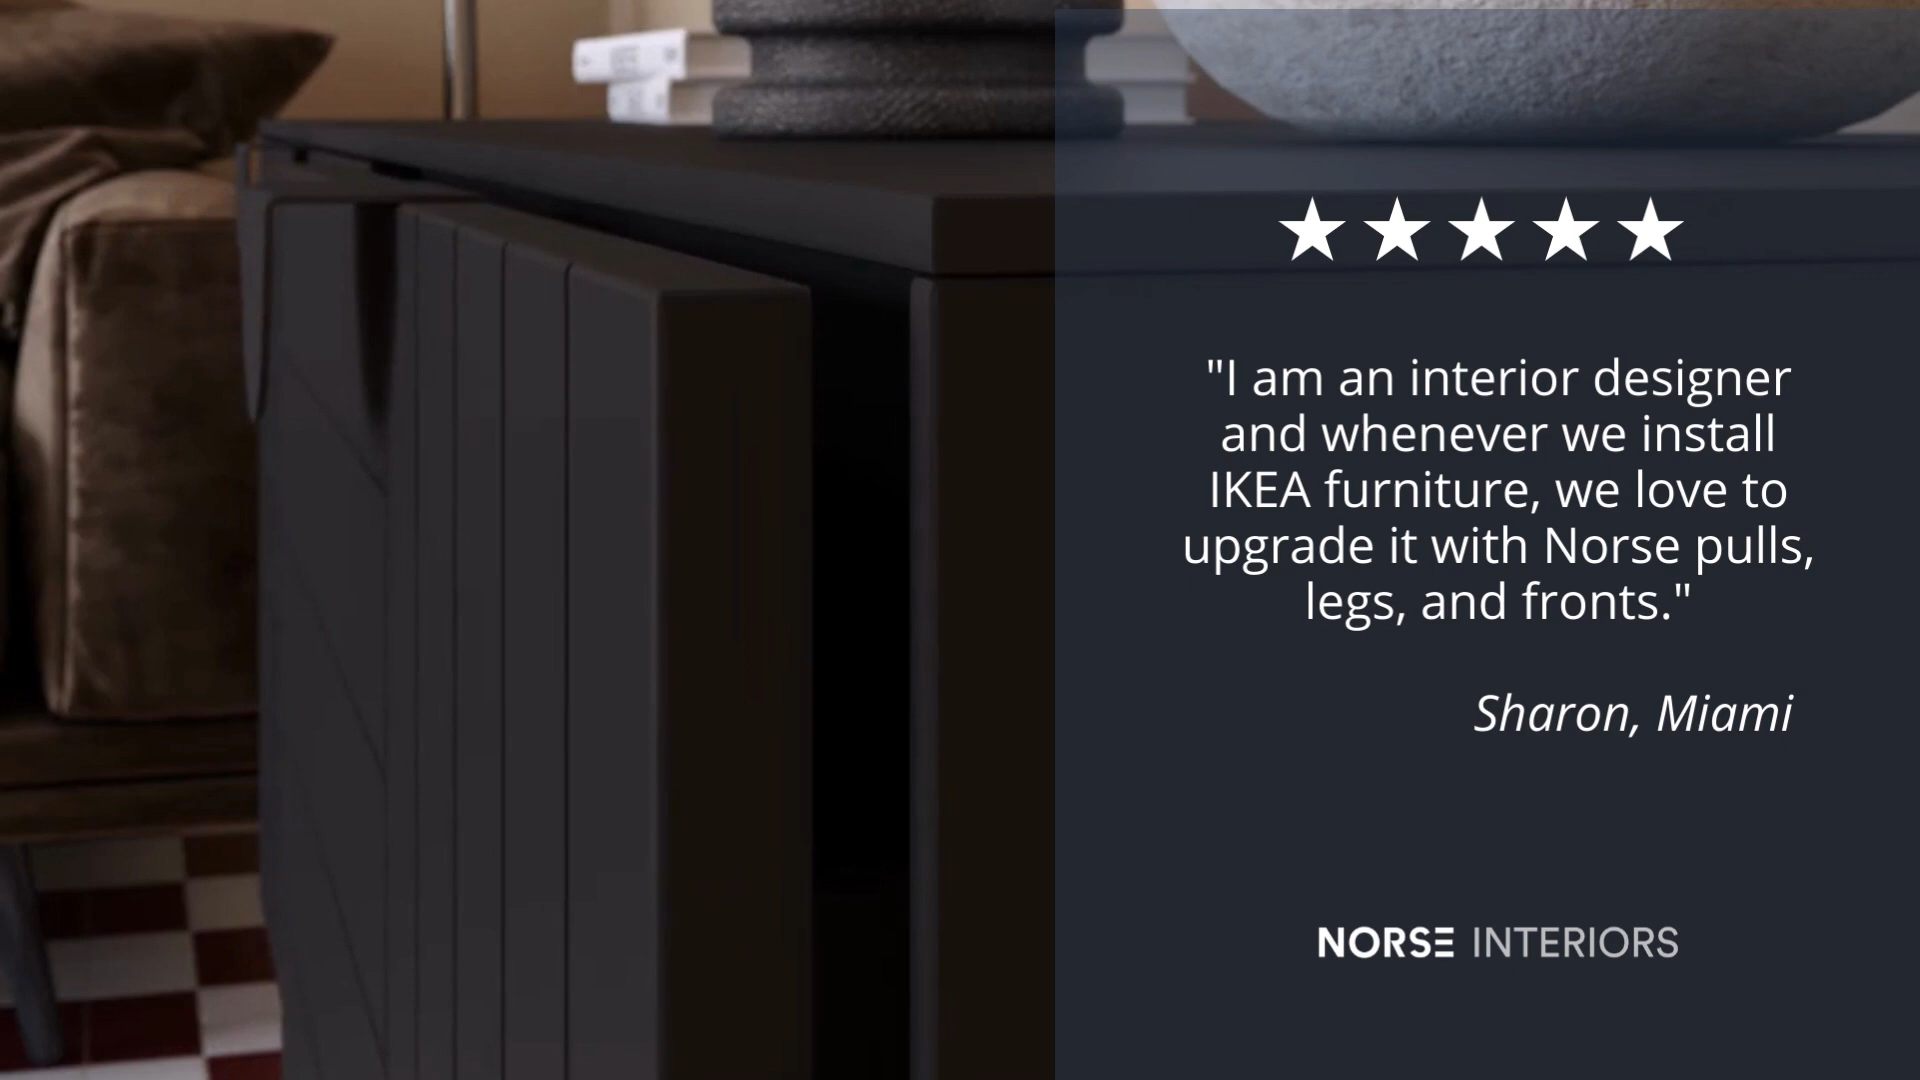 ★★★★★
"I am an interior designer
and whenever we install
IKEA furniture, we love to
upgrade it with Norse pulls,
legs, and fronts."
Sharon, Miami
NORSE INTERIORS